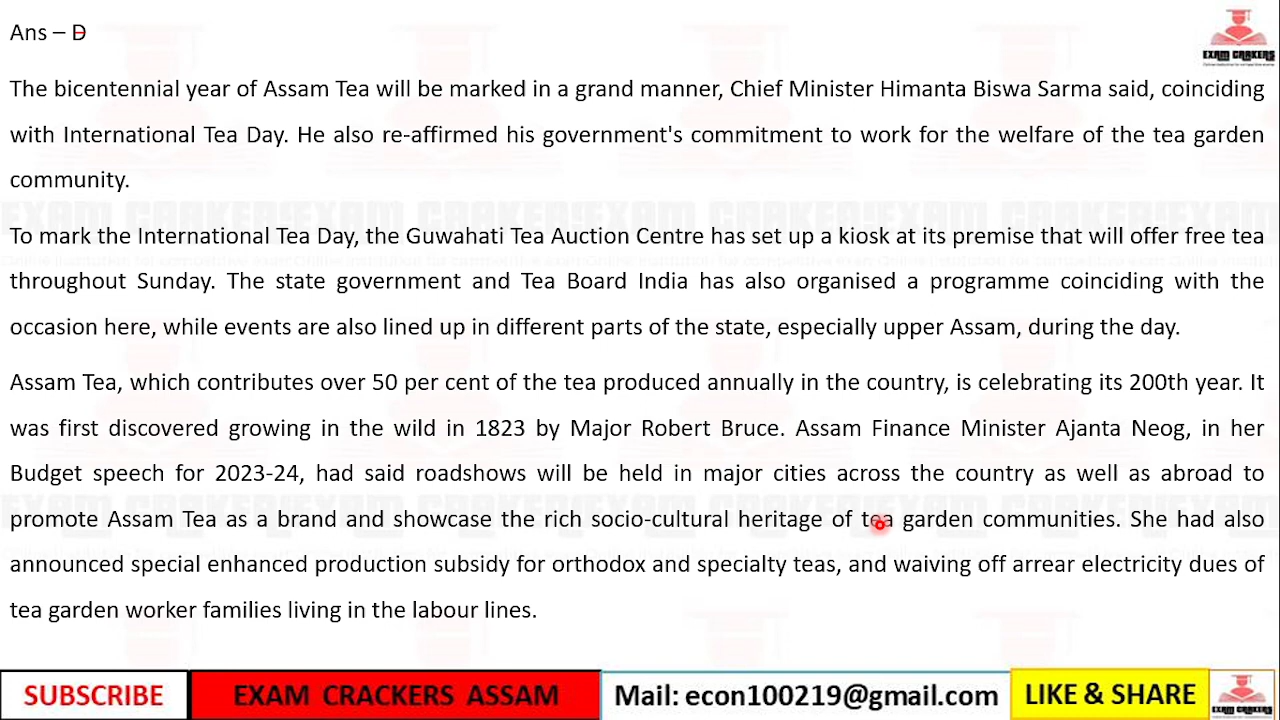 Ans – D
EXAM CRAKERS
The bicentennial year of Assam Tea will be marked in a grand manner, Chief Minister Himanta Biswa Sarma said, coinciding
with International Tea Day. He also re-affirmed his government's commitment to work for the welfare of the tea garden
community.
To mark the International Tea Day, the Guwahati Tea Auction Centre has set up a kiosk at its premise that will offer free tea
throughout Sunday. The state government and Tea Board India has also organised a programme coinciding with the
occasion here, while events are also lined up in different parts of the state, especially upper Assam, during the day.
Assam Tea, which contributes over 50 per cent of the tea produced annually in the country, is celebrating its 200th year. It
was first discovered growing in the wild in 1823 by Major Robert Bruce. Assam Finance Minister Ajanta Neog, in her
Budget speech for 2023-24, had said roadshows will be held in major cities across the country as well as abroad to
promote Assam Tea as a brand and showcase the rich socio-cultural heritage of tea garden communities. She had also
announced special enhanced production subsidy for orthodox and specialty teas, and waiving off arrear electricity dues of
tea garden worker families living in the labour lines.
SUBSCRIBE EXAM CRACKERS ASSAM Mail: econ100219@gmail.com LIKE & SHARE
EXAM CRAKERS